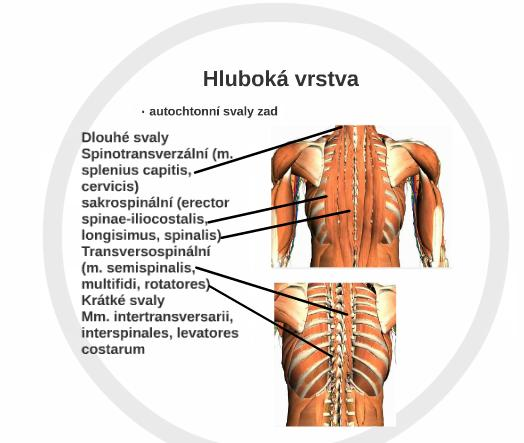 Hluboká vrstva
· autochtonní svaly zad
Dlouhé svaly
Spinotransverzální (m.
splenius capitis,
cervicis)
sakrospinální (erector
spinae-iliocostalis,
longisimus, spinalis)
Transversospinální
(m. semispinalis,
multifidi, rotatores)
Krátké svaly
Mm. intertransversarii,
interspinales, levatores
costarum